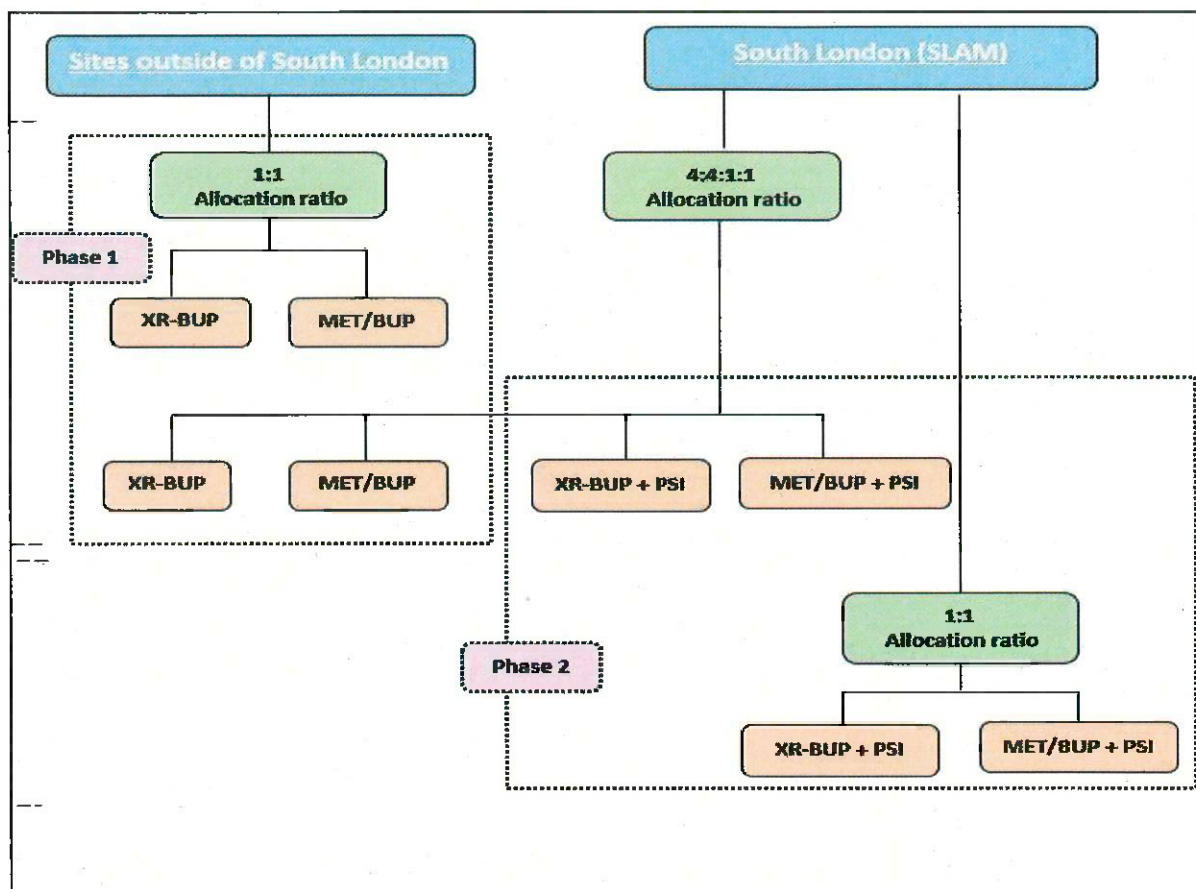 Sites outside of South London
South London (SLAM)
1:1
Allocation ratio
4:4:1:1
Allocation ratio
Phase 1
XR-BUP
MET/BUP
XR-BUP
MET/BUP
XR-BUP + PSI
MET/BUP + PSI
1:1
Allocation ratio
Phase 2
XR-BUP + PSI
MET/BUP + PSI